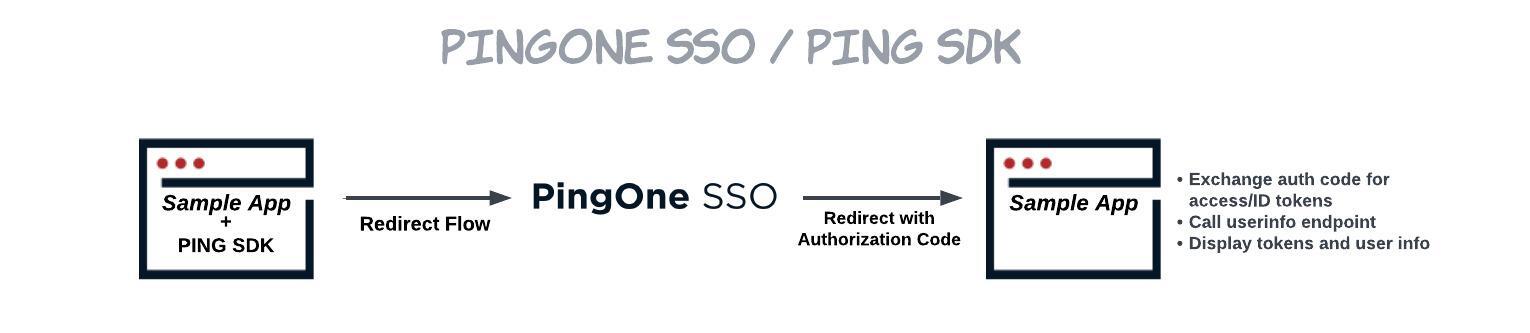 PINGONE SSO / PING SDK
Sample App
+
PING SDK
Redirect Flow
PingOne SSO
Redirect with
Authorization Code
Sample App
• Exchange auth code for
access/ID tokens
• Call userinfo endpoint
• Display tokens and user info